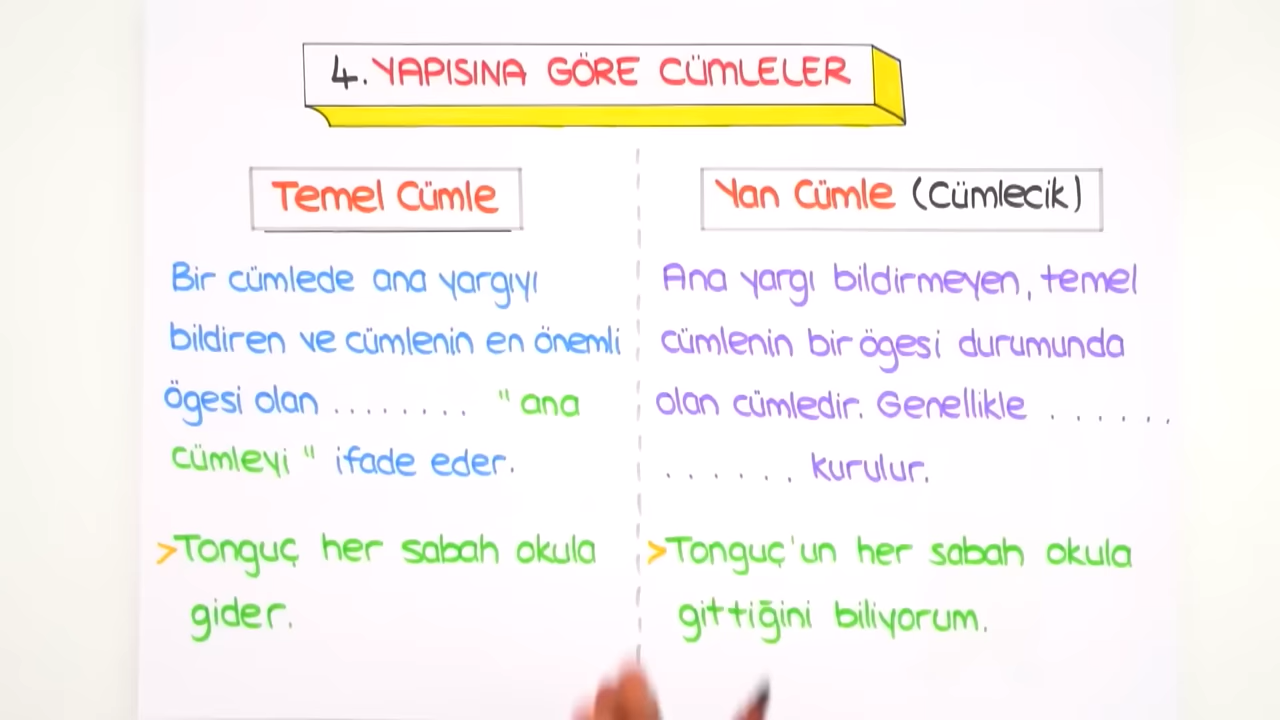 4. YAPISINA GÖRE CÜMLELER
Temel Cümle
Bir cümlede ana yargıyı
bildiren ve cümlenin en önemli
ögesi olan ........ "ana
cümleyi" ifade eder.
>Tonguç her sabah okula
gider.
Yan Cümle (Cümlecik)
Ana yargı bildirmeyen, temel
cümlenin bir ögesi durumunda
olan cümledir. Genellikle ......
...... kurulur.
>Tonguç'un her sabah okula
gittiğini biliyorum.